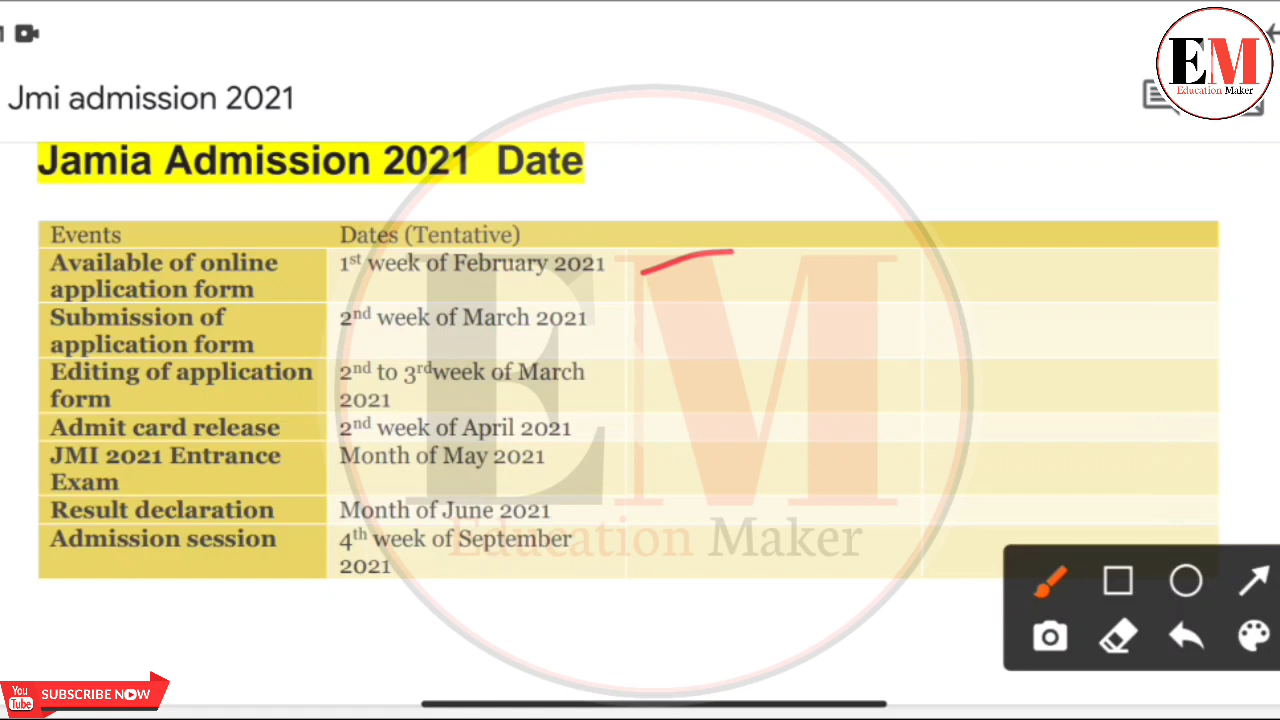 EM
Education Maker
Jmi admission 2021
Jamia Admission 2021 Date
Events Dates (Tentative)
Available of online 1st week of February 2021
application form
Submission of 2nd week of March 2021
application form
Editing of application 2nd to 3rdweek of March
form 2021
Admit card release 2nd week of April 2021
JMI 2021 Entrance Month of May 2021
Exam
Result declaration Month of June 2021
Admission session 4th week of September
2021
EM
Education Maker
You
Tube
SUBSCRIBE NOW